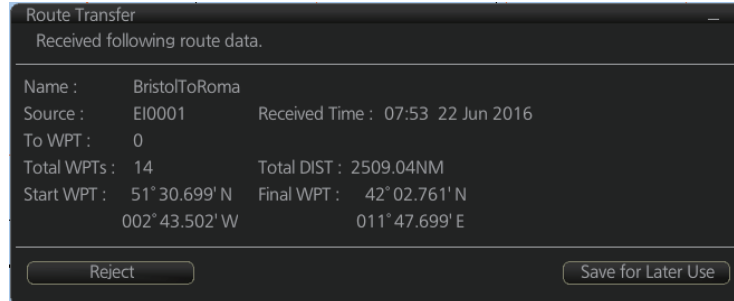 Route Transfer
Received following route data.
Name : BristolToRoma
Source : EI0001 Received Time : 07:53 22 Jun 2016
To WPT : 0
Total WPTs : 14 Total DIST : 2509.04NM
Start WPT : 51°30.699' N Final WPT : 42°02.761' N
002°43.502' W 011°47.699' E
Reject Save for Later Use